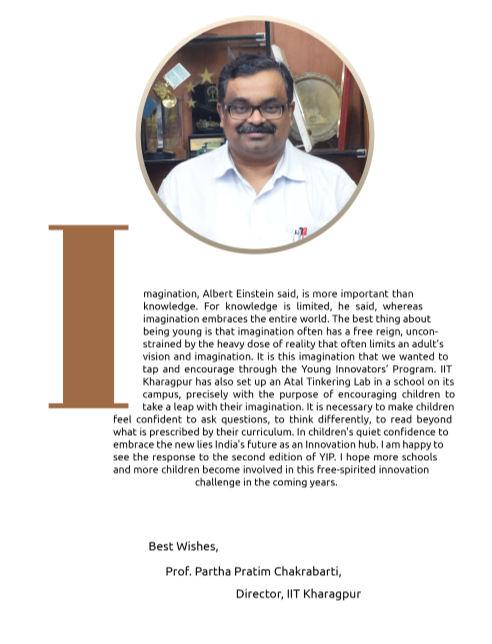 Imagination, Albert Einstein said, is more important than
knowledge. For knowledge is limited, he said, whereas
imagination embraces the entire world. The best thing about
being young is that imagination often has a free reign, uncon-
strained by the heavy dose of reality that often limits an adult's
vision and imagination. It is this imagination that we wanted to
tap and encourage through the Young Innovators' Program. IIT
Kharagpur has also set up an Atal Tinkering Lab in a school on its
campus, precisely with the purpose of encouraging children to
take a leap with their imagination. It is necessary to make children
feel confident to ask questions, to think differently, to read beyond
what is prescribed by their curriculum. In children's quiet confidence to
embrace the new lies India's future as an Innovation hub. I am happy to
see the response to the second edition of YIP. I hope more schools
and more children become involved in this free-spirited innovation
challenge in the coming years.
Best Wishes,
Prof. Partha Pratim Chakrabarti,
Director, IIT Kharagpur